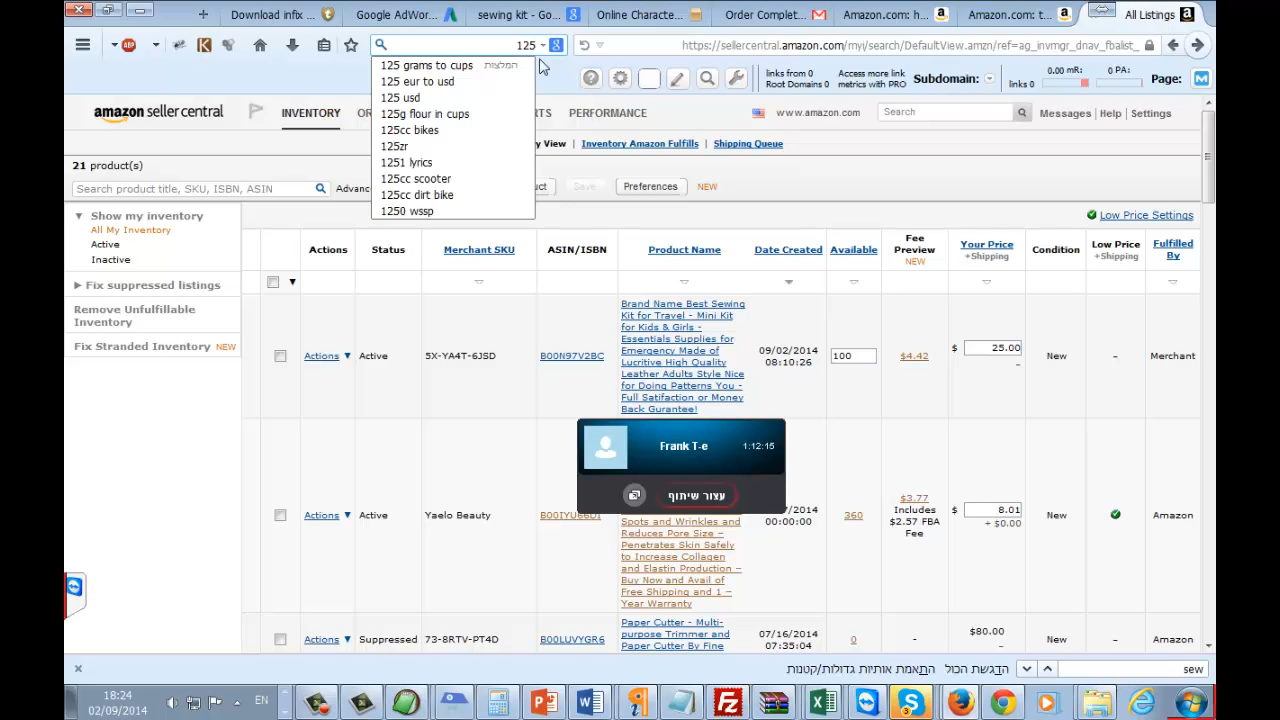 Download infix ...
Google AdWor...
sewing kit - Go...
Online Characte...
Order Complet...
Amazon.com: h...
Amazon.com: t...
All Listings
ABP
125
https://sellercentral.amazon.com/myi/search/DefaultView.amzn/ref=ag_invmgr_dnav_fbalist_
125 grams to cups המלצות
125 eur to usd
125 usd
125g flour in cups
125cc bikes
125zr
1251 lyrics
125cc scooter
125cc dirt bike
1250 wssp
links from 0
Root Domains 0
Access more link
metrics with PRO
Subdomain:
links 0
0.00 mR:
0 PA:
Page:
amazon seller central
INVENTORY
PERFORMANCE
www.amazon.com
Search
Messages | Help | Settings
y View
Inventory Amazon Fulfills
Shipping Queue
21 product(s)
Search product title, SKU, ISBN, ASIN
Advanc
Save
Preferences
NEW
Show my inventory
All My Inventory
Active
Inactive
Fix suppressed listings
Remove Unfulfillable
Inventory
Fix Stranded Inventory NEW
Low Price Settings
Actions
Status
Merchant SKU
ASIN/ISBN
Product Name
Date Created
Available
Fee
Preview
NEW
Your Price
+Shipping
Condition
Low Price
+Shipping
Fulfilled
By
Actions
Active
5X-YA4T-6JSD
B00N97V2BC
Brand Name Best Sewing
Kit for Travel - Mini Kit
for Kids & Girls -
Essentials Supplies for
Emergency Made of
Lucritive High Quality
Leather Adults Style Nice
for Doing Patterns You -
Full Satifaction or Money
Back Gurantee!
09/02/2014
08:10:26
100
$4.42
$ 25.00
–
New
–
Merchant
Frank T-e
1:12:15
עצור שיתוף
Actions
Active
Yaelo Beauty
Spots and Wrinkles and
Reduces Pore Size –
Penetrates Skin Safely
to Increase Collagen
and Elastin Production –
Buy Now and Avail of
Free Shipping and 1 –
Year Warranty
00:00:00
360
$3.77
Includes
$2.57 FBA
Fee
$ 8.01
+ $0.00
New
Amazon
Actions
Suppressed
73-8RTV-PT4D
B00LUVYGR6
Paper Cutter - Multi-
purpose Trimmer and
Paper Cutter By Fine
07/16/2014
07:35:04
0
-
$80.00
–
New
–
Amazon
הדגשת הכול
התאמת אותיות גדולות/קטנות
sew
18:24
02/09/2014
EN